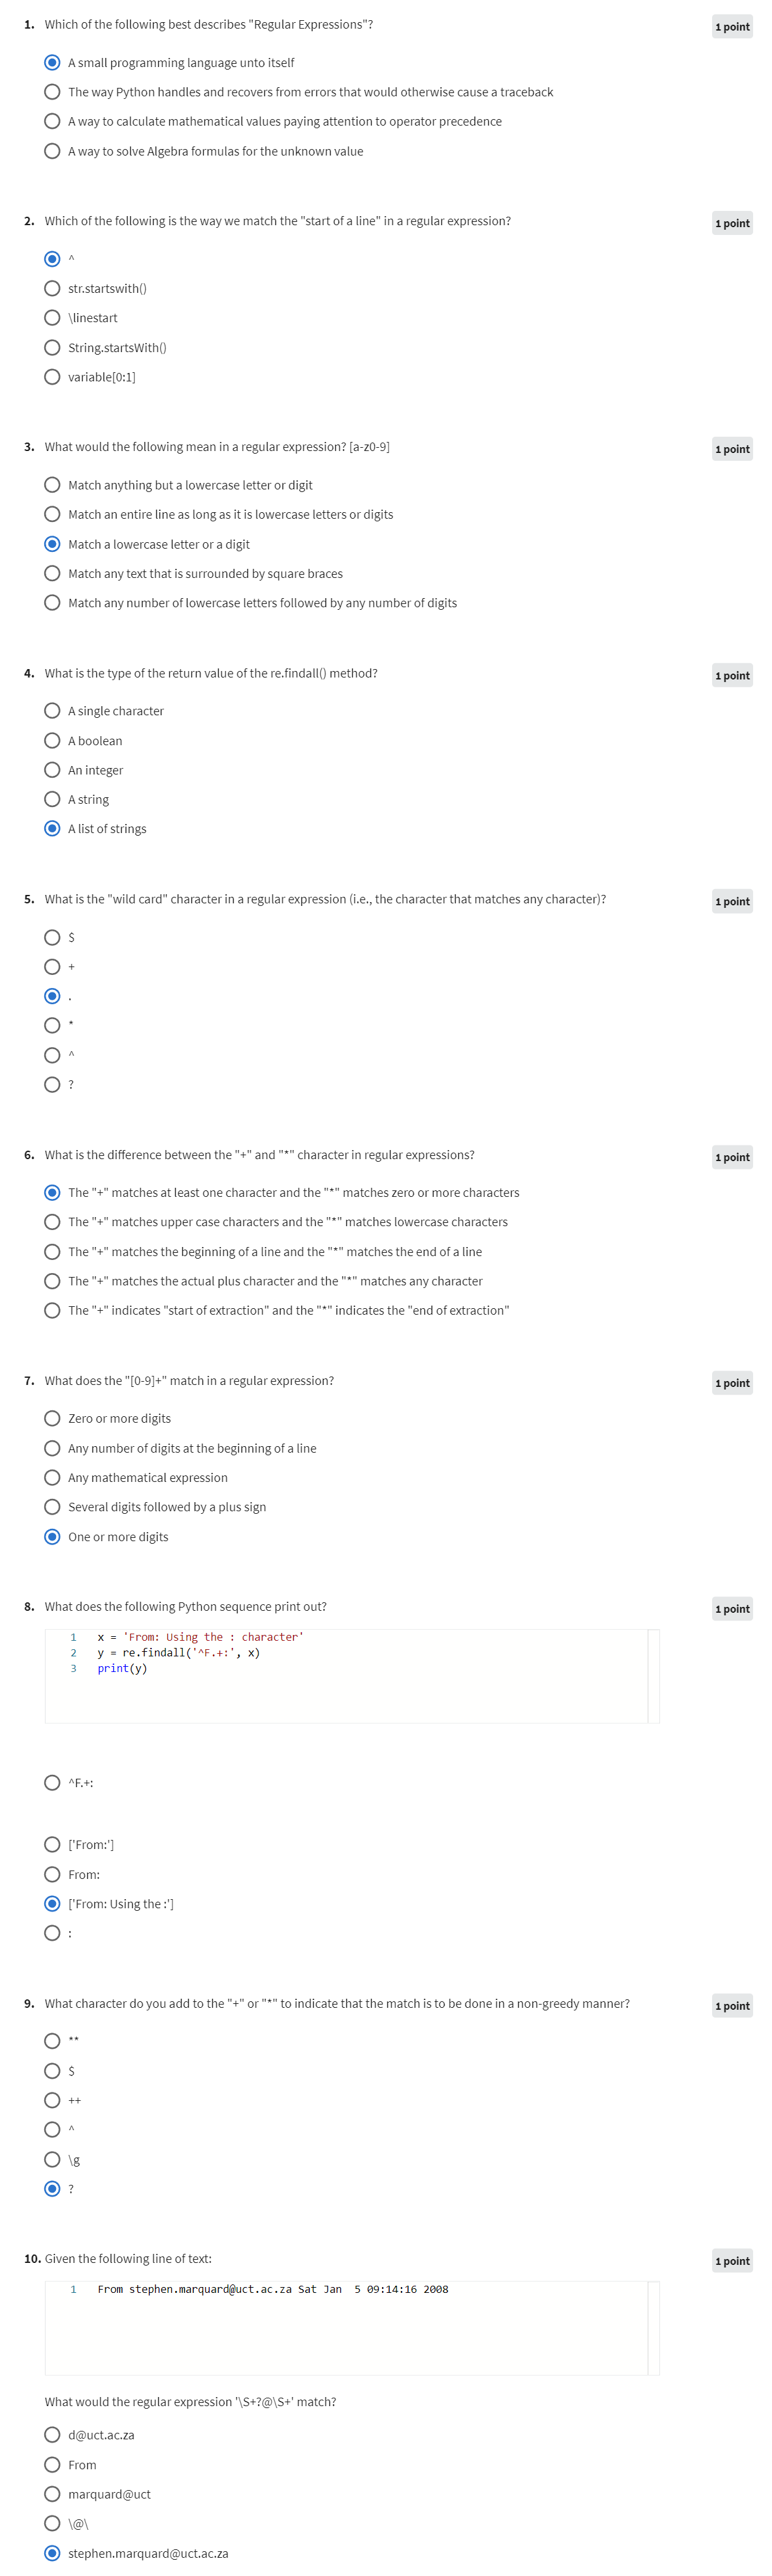 1. Which of the following best describes "Regular Expressions"?
1 point
A small programming language unto itself
The way Python handles and recovers from errors that would otherwise cause a traceback
A way to calculate mathematical values paying attention to operator precedence
A way to solve Algebra formulas for the unknown value
2. Which of the following is the way we match the "start of a line" in a regular expression?
1 point
^
str.startswith()
\linestart
String.startsWith()
variable[0:1]
3. What would the following mean in a regular expression? [a-z0-9]
1 point
Match anything but a lowercase letter or digit
Match an entire line as long as it is lowercase letters or digits
Match a lowercase letter or a digit
Match any text that is surrounded by square braces
Match any number of lowercase letters followed by any number of digits
4. What is the type of the return value of the re.findall() method?
1 point
A single character
A boolean
An integer
A string
A list of strings
5. What is the "wild card" character in a regular expression (i.e., the character that matches any character)?
1 point
$
+
.
*
^
?
6. What is the difference between the "+" and "*" character in regular expressions?
1 point
The "+" matches at least one character and the "*" matches zero or more characters
The "+" matches upper case characters and the "*" matches lowercase characters
The "+" matches the beginning of a line and the "*" matches the end of a line
The "+" matches the actual plus character and the "*" matches any character
The "+" indicates "start of extraction" and the "*" indicates the "end of extraction"
7. What does the "[0-9]+" match in a regular expression?
1 point
Zero or more digits
Any number of digits at the beginning of a line
Any mathematical expression
Several digits followed by a plus sign
One or more digits
8. What does the following Python sequence print out?
1 point
1 x = 'From: Using the : character'
2 y = re.findall('^F.+:', x)
3 print(y)
^F.+:
['From:']
From:
['From: Using the :']
:
9. What character do you add to the "+" or "*" to indicate that the match is to be done in a non-greedy manner?
1 point
**
$
++
^
\g
?
10. Given the following line of text:
1 point
1 From stephen.marquard@uct.ac.za Sat Jan  5 09:14:16 2008
What would the regular expression '\S+?@\S+' match?
d@uct.ac.za
From
marquard@uct
\@\
stephen.marquard@uct.ac.za